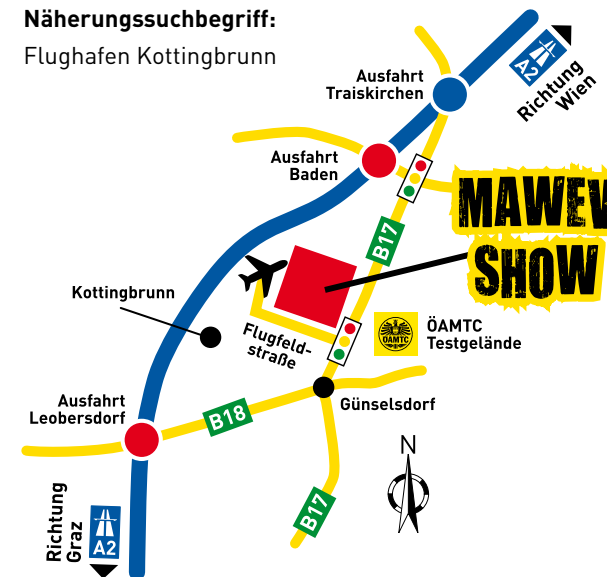 Näherungssuchbegriff:
Flughafen Kottingbrunn
Ausfahrt
Traiskirchen
A2
Richtung
Wien
Ausfahrt
Baden
MAWEV
SHOW
B17
Kottingbrunn
Flugfeld-
straße
ÖAMTC
ÖAMTC
Testgelände
Ausfahrt
Leobersdorf
B18
Günselsdorf
N
B17
Richtung
Graz
A2